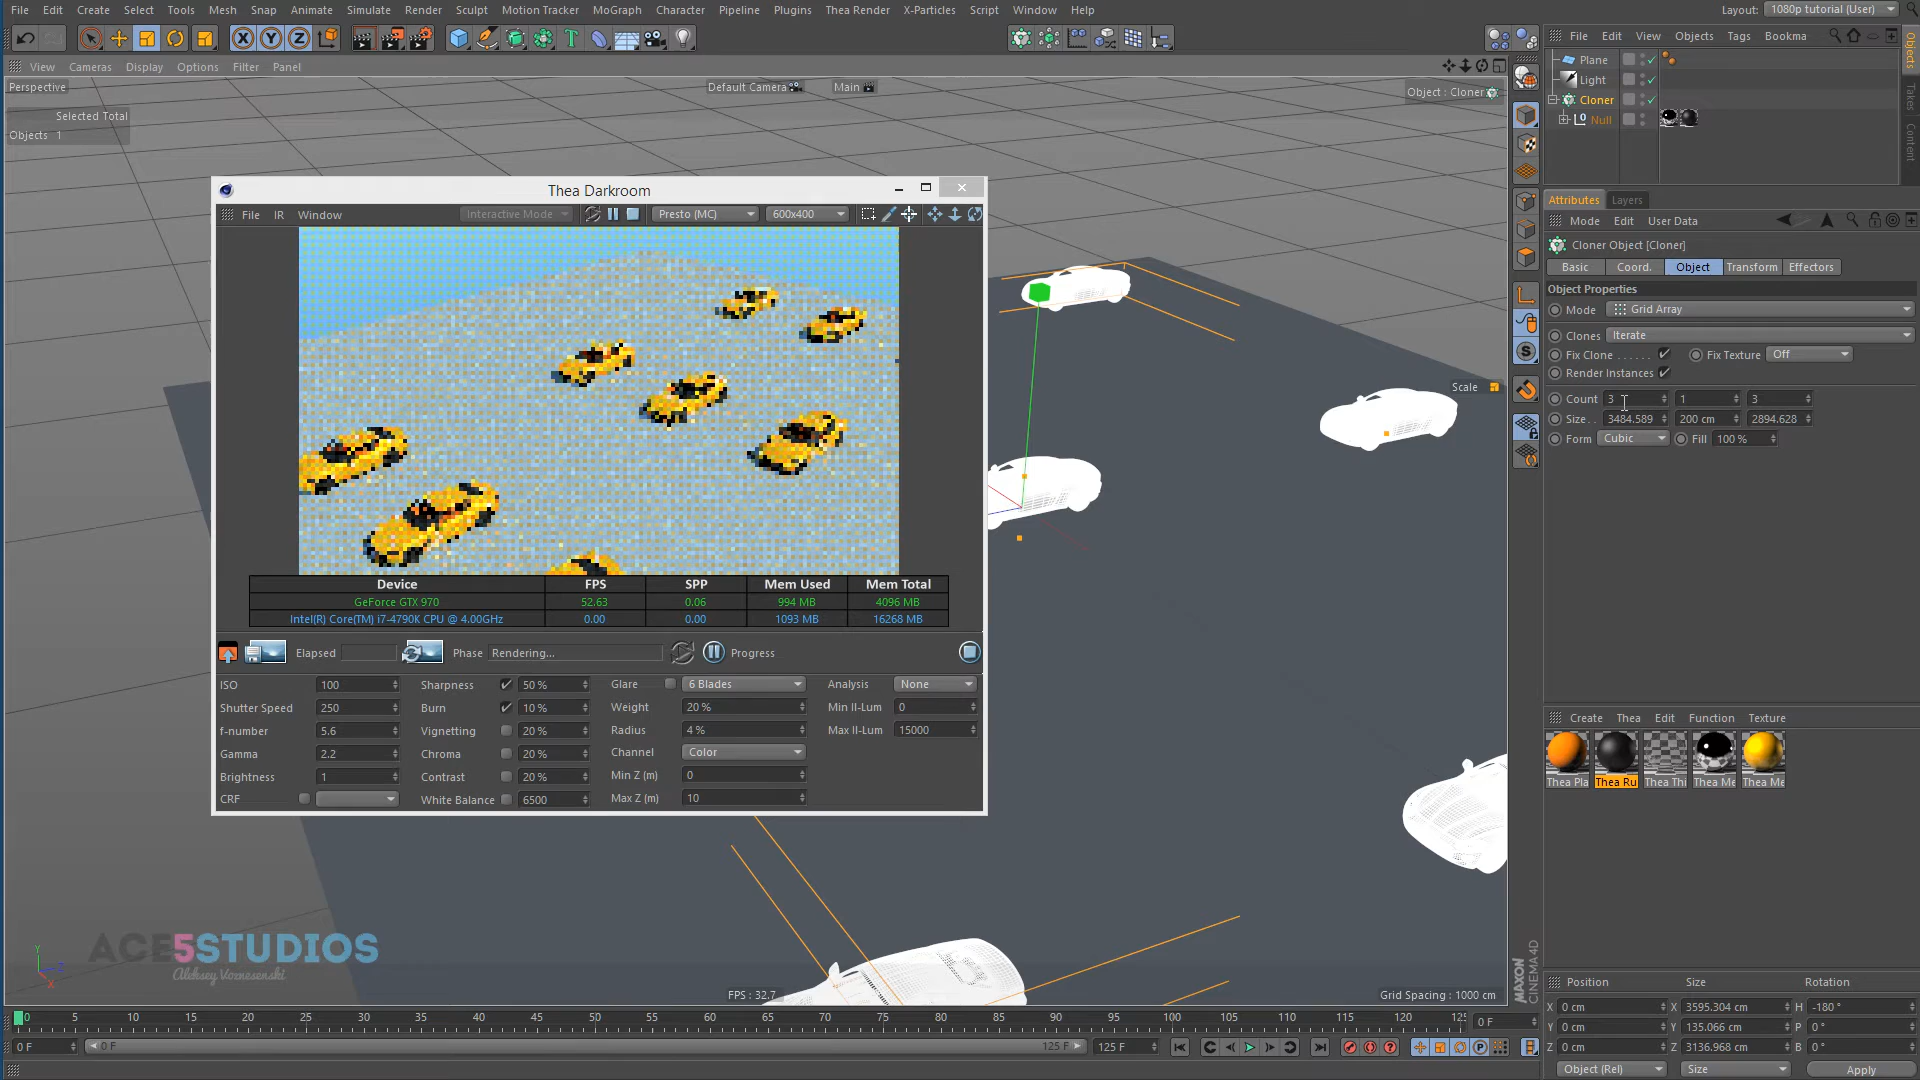 File Edit Create Select Tools Mesh Snap Animate Simulate Render Sculpt Motion Tracker MoGraph Character Pipeline Plugins Thea Render X-Particles Script Window Help
Layout: 1080p tutorial (User)
View Cameras Display Options Filter Panel
Perspective
Default Camera
Main
Object : Cloner
Selected Total
Objects 1
Thea Darkroom
File IR Window
Interactive Mode
Presto (MC)
600x400
Device FPS SPP Mem Used Mem Total
GeForce GTX 970 52.63 0.06 994 MB 4096 MB
Intel(R) Core(TM) i7-4790K CPU @ 4.00GHz 0.00 0.00 1093 MB 16268 MB
Elapsed
Phase Rendering...
Progress
ISO 100 Sharpness 50 % Glare 6 Blades Analysis None
Shutter Speed 250 Burn 10 % Weight 20 % Min Il-Lum 0
f-number 5.6 Vignetting 20 % Radius 4 % Max Il-Lum 15000
Gamma 2.2 Chroma 20 % Channel Color
Brightness 1 Contrast 20 % Min Z (m) 0
CRF White Balance 6500 Max Z (m) 10
Scale
ACE5STUDIOS
Aleksey Voznesenski
FPS : 32.7
Grid Spacing : 1000 cm
MAXON
CINEMA4D
File Edit View Objects Tags Bookma
Plane
Light
Cloner
Null
Objects
Takes
Content
Attributes Layers
Mode Edit User Data
Cloner Object [Cloner]
Basic Coord. Object Transform Effectors
Object Properties
Mode Grid Array
Clones Iterate
Fix Clone . . . . . . Fix Texture Off
Render Instances
Count 3 1 3
Size . . 3484.589 200 cm 2894.628
Form Cubic Fill 100 %
Create Thea Edit Function Texture
Thea Pla Thea Ru Thea Thi Thea Me Thea Me
Position Size Rotation
X 0 cm X 3595.304 cm H -180 °
Y 0 cm Y 135.066 cm P 0 °
Z 0 cm Z 3136.968 cm B 0 °
Object (Rel) Size Apply
0 5 10 15 20 25 30 35 40 45 50 55 60 65 70 75 80 85 90 95 100 105 110 115 120 125
0 F
0 F 0 F 125 F 125 F
Y
Z
X